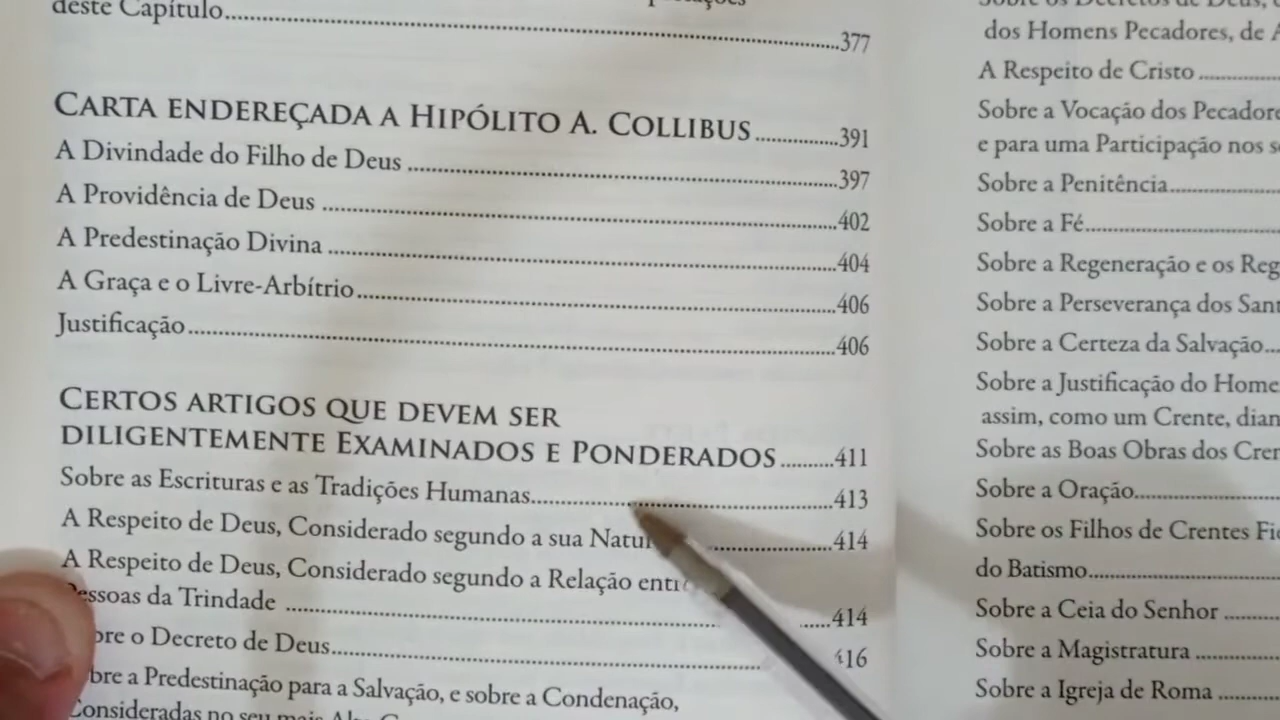 deste Capítulo..........377
CARTA ENDEREÇADA A HIPÓLITO A. COLLIBUS..........391
A Divindade do Filho de Deus..........397
A Providência de Deus..........402
A Predestinação Divina..........404
A Graça e o Livre-Arbítrio..........406
Justificação..........406
CERTOS ARTIGOS QUE DEVEM SER
DILIGENTEMENTE EXAMINADOS E PONDERADOS..........411
Sobre as Escrituras e as Tradições Humanas..........413
A Respeito de Deus, Considerado segundo a sua..........414
A Respeito de Deus, Considerado segundo a Relação
Pessoas da Trindade..........414
o Decreto de Deus..........416
a Predestinação para a Salvação, e sobre a Condenação,
Consideradas no seu mais
dos Homens Pecadores, de
A Respeito de Cristo..........
Sobre a Vocação dos
e para uma Participação nos
Sobre a Penitência..........
Sobre a Fé..........
Sobre a Regeneração e os
Sobre a Perseverança dos
Sobre a Certeza da Salvação...
Sobre a Justificação do
assim, como um Crente,
Sobre as Boas Obras dos
Sobre a Oração..........
Sobre os Filhos de Crentes
do Batismo..........
Sobre a Ceia do Senhor..........
Sobre a Magistratura..........
Sobre a Igreja de Roma..........